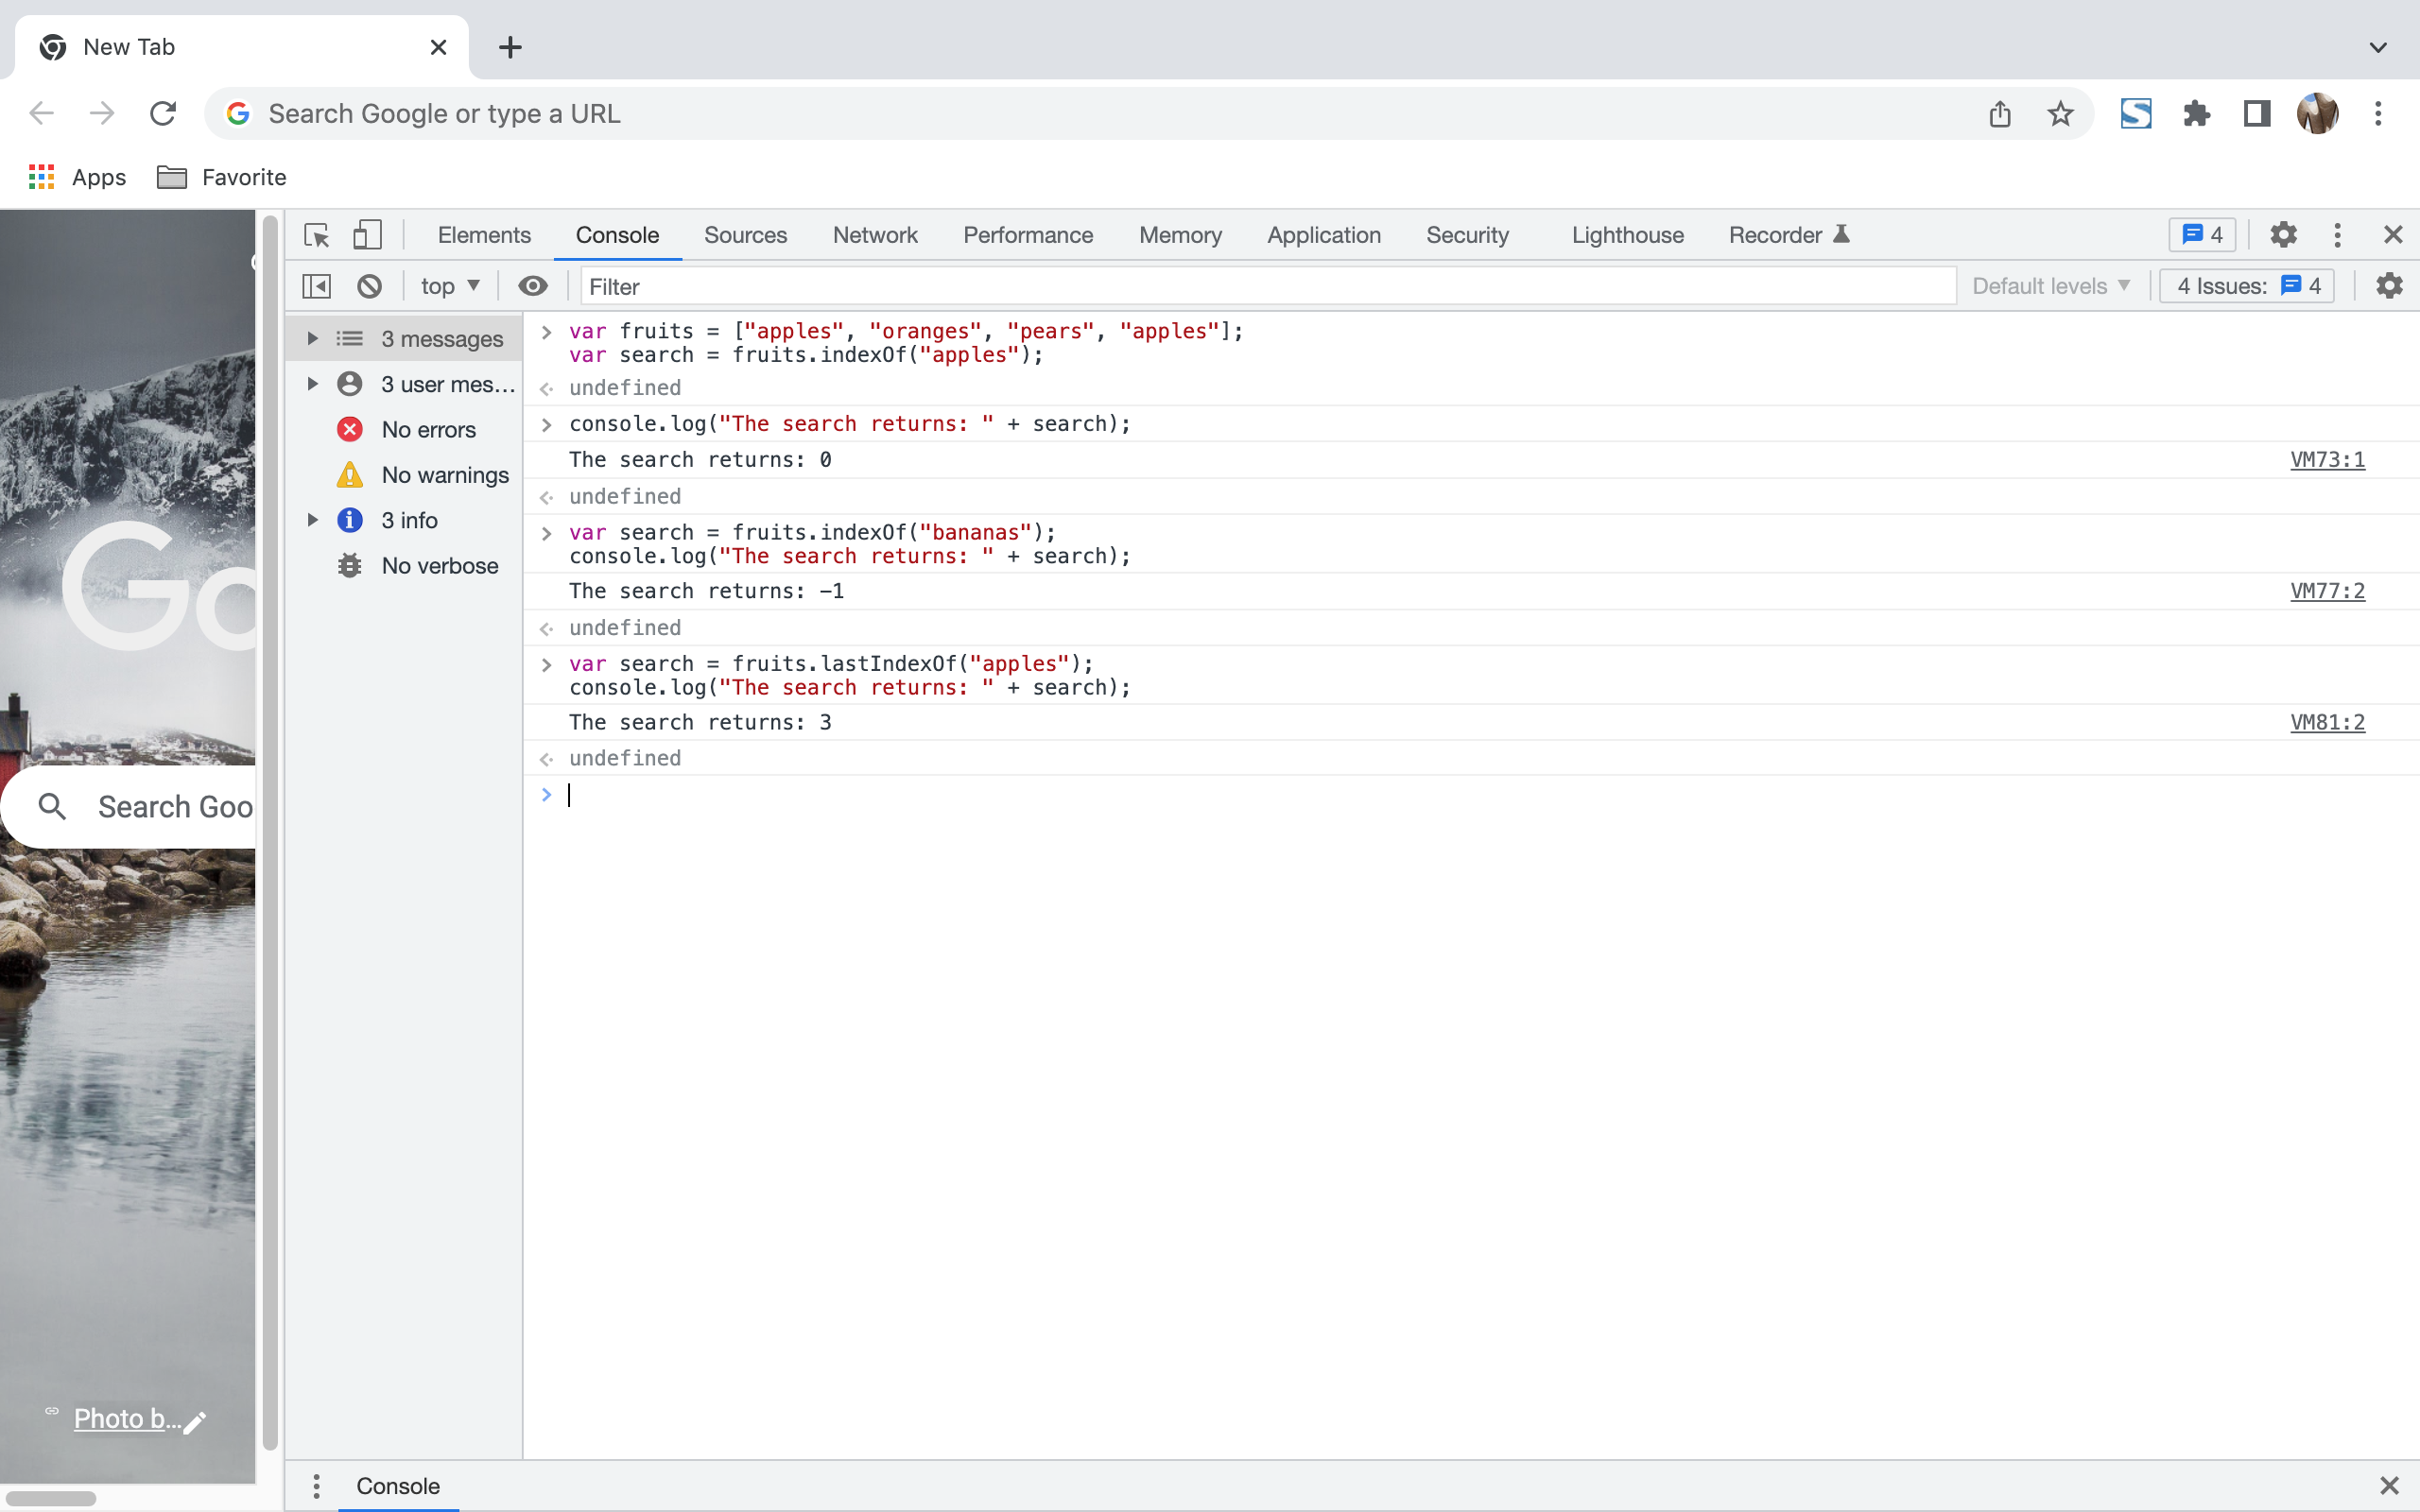 New Tab
Search Google or type a URL
Apps Favorite
Elements Console Sources Network Performance Memory Application Security Lighthouse Recorder 4
top Filter Default levels 4 Issues: 4
3 messages
3 user mes...
No errors
No warnings
3 info
No verbose
var fruits = ["apples", "oranges", "pears", "apples"];
var search = fruits.indexOf("apples");
undefined
console.log("The search returns: " + search);
The search returns: 0 VM73:1
undefined
var search = fruits.indexOf("bananas");
console.log("The search returns: " + search);
The search returns: -1 VM77:2
undefined
var search = fruits.lastIndexOf("apples");
console.log("The search returns: " + search);
The search returns: 3 VM81:2
undefined
Go
Search Goo
Photo b...
Console